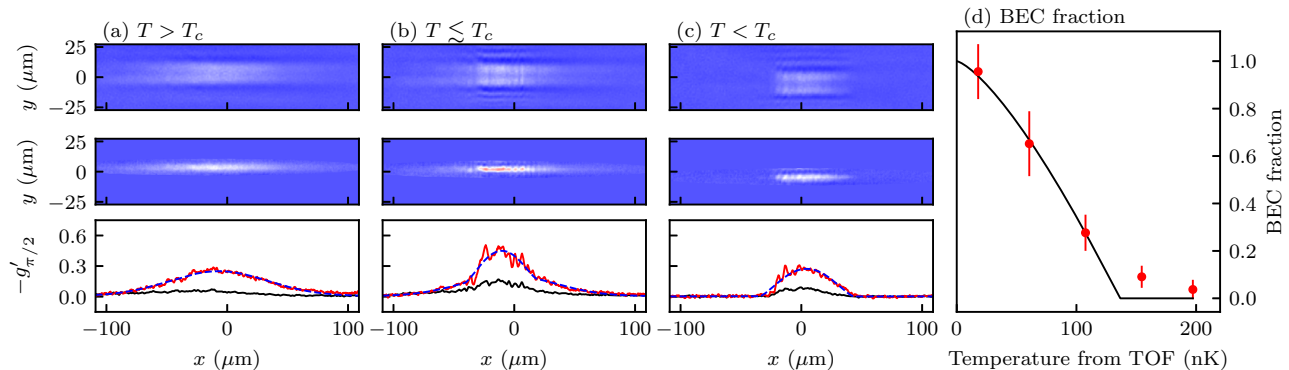 (a) T > T_c
(b) T ≲ T_c
(c) T < T_c
(d) BEC fraction
y (μm)
25
0
−25
y (μm)
25
0
−25
−g′_{π/2}
0.6
0.3
0.0
−100 0 100
−100 0 100
−100 0 100
x (μm)
x (μm)
x (μm)
1.0
0.8
0.6
0.4
0.2
0.0
BEC fraction
0 100 200
Temperature from TOF (nK)